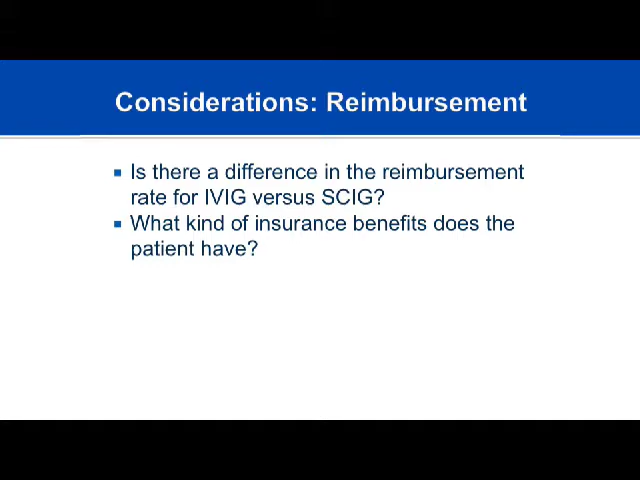 Considerations: Reimbursement
Is there a difference in the reimbursement
rate for IVIG versus SCIG?
What kind of insurance benefits does the
patient have?